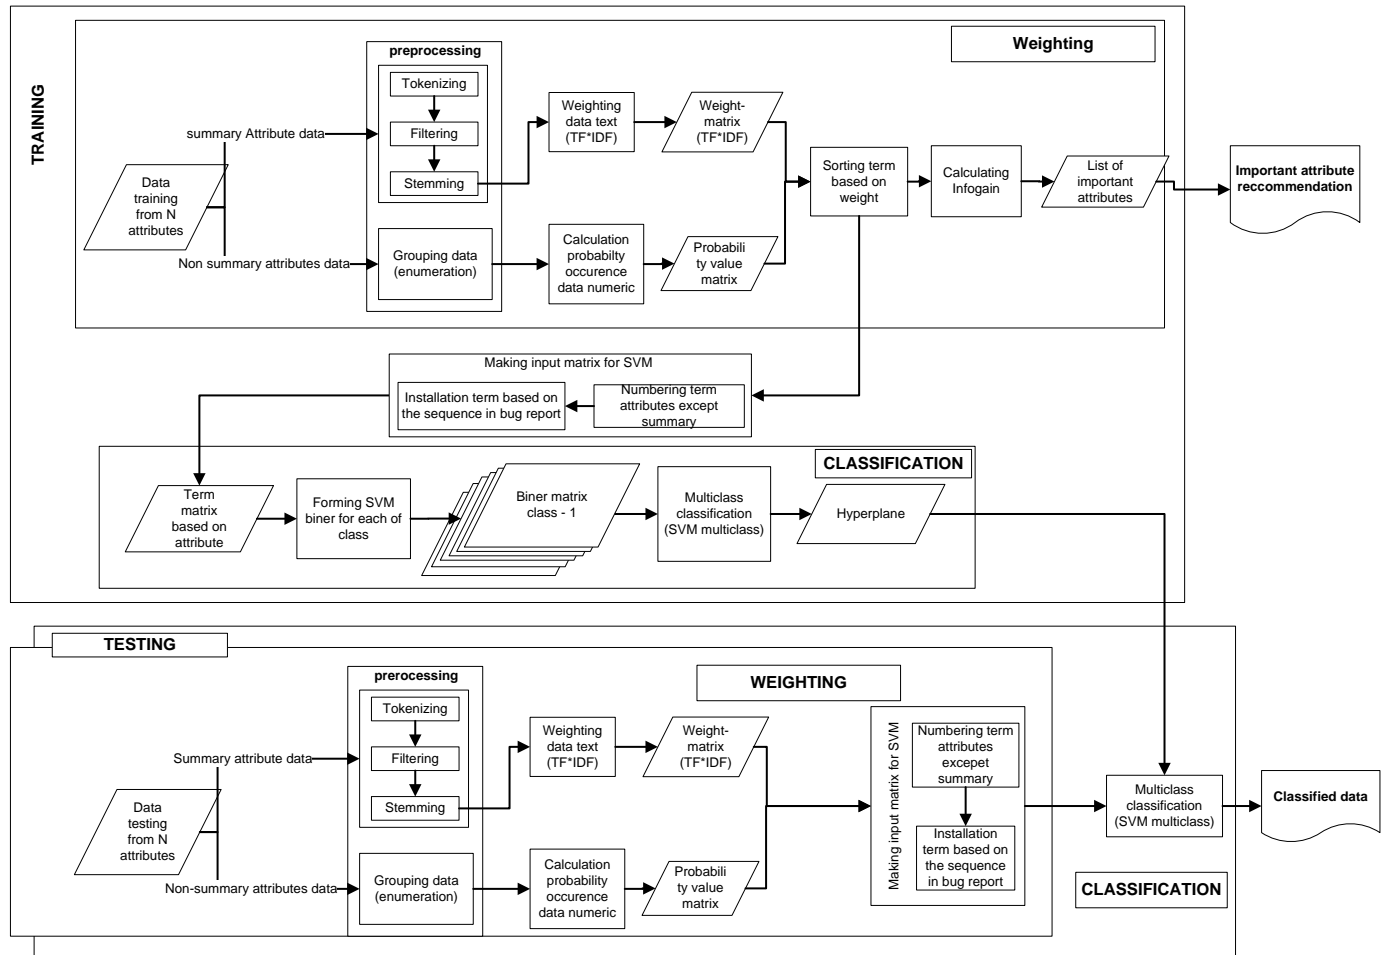 TRAINING
Weighting
preprocessing
Tokenizing
Filtering
Stemming
summary Attribute data
Data
training
from N
attributes
Non summary attributes data
Grouping data
(enumeration)
Weighting
data text
(TF*IDF)
Weight-
matrix
(TF*IDF)
Calculation
probabilty
occurence
data numeric
Probabili
ty value
matrix
Sorting term
based on
weight
Calculating
Infogain
List of
important
attributes
Important attribute
reccommendation
Making input matrix for SVM
Installation term based on
the sequence in bug report
Numbering term
attributes except
summary
CLASSIFICATION
Term
matrix
based on
attribute
Forming SVM
biner for each of
class
Biner matrix
class - 1
Multiclass
classification
(SVM multiclass)
Hyperplane
TESTING
prerocessing
WEIGHTING
Tokenizing
Filtering
Stemming
Summary attribute data
Data
testing
from N
attributes
Non-summary attributes data
Grouping data
(enumeration)
Weighting
data text
(TF*IDF)
Weight-
matrix
(TF*IDF)
Calculation
probability
occurence
data numeric
Probabili
ty value
matrix
Making input matrix for SVM
Numbering term
attributes
excepet
summary
Installation
term based on
the sequence
in bug report
Multiclass
classification
(SVM multiclass)
Classified data
CLASSIFICATION